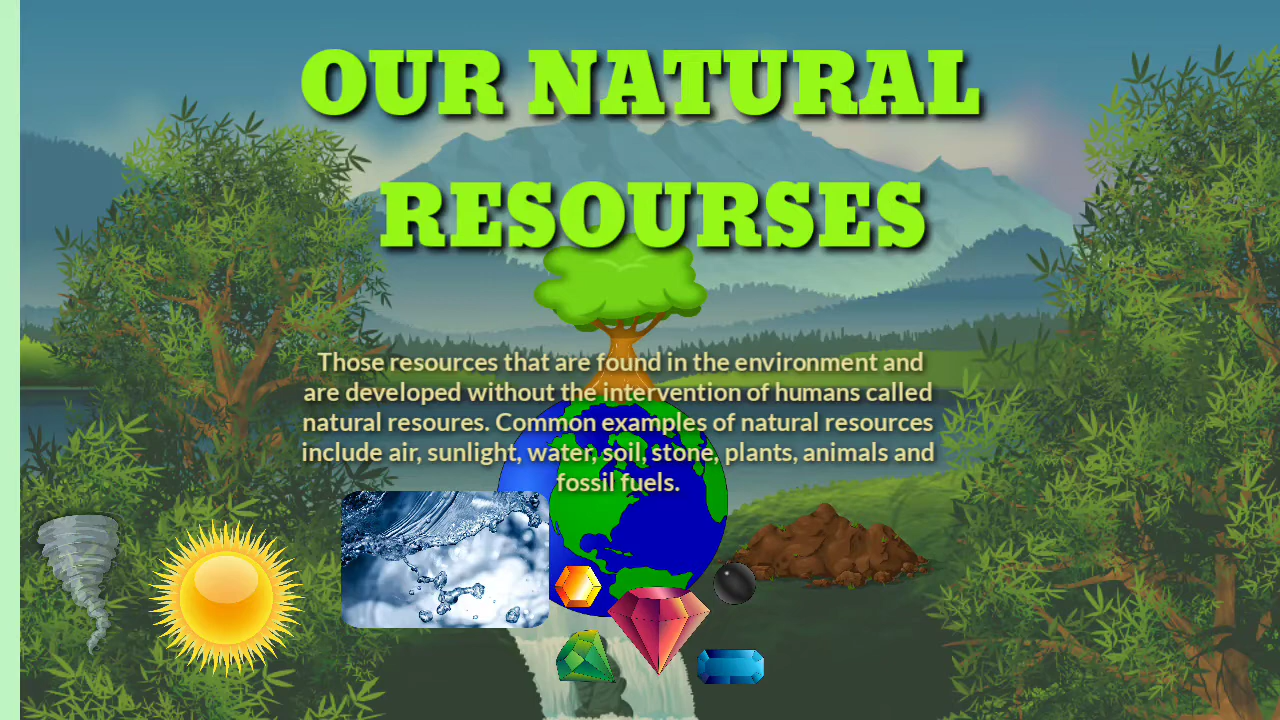 OUR NATURAL
RESOURSES
Those resources that are found in the environment and
are developed without the intervention of humans called
natural resoures. Common examples of natural resources
include air, sunlight, water, soil, stone, plants, animals and
fossil fuels.